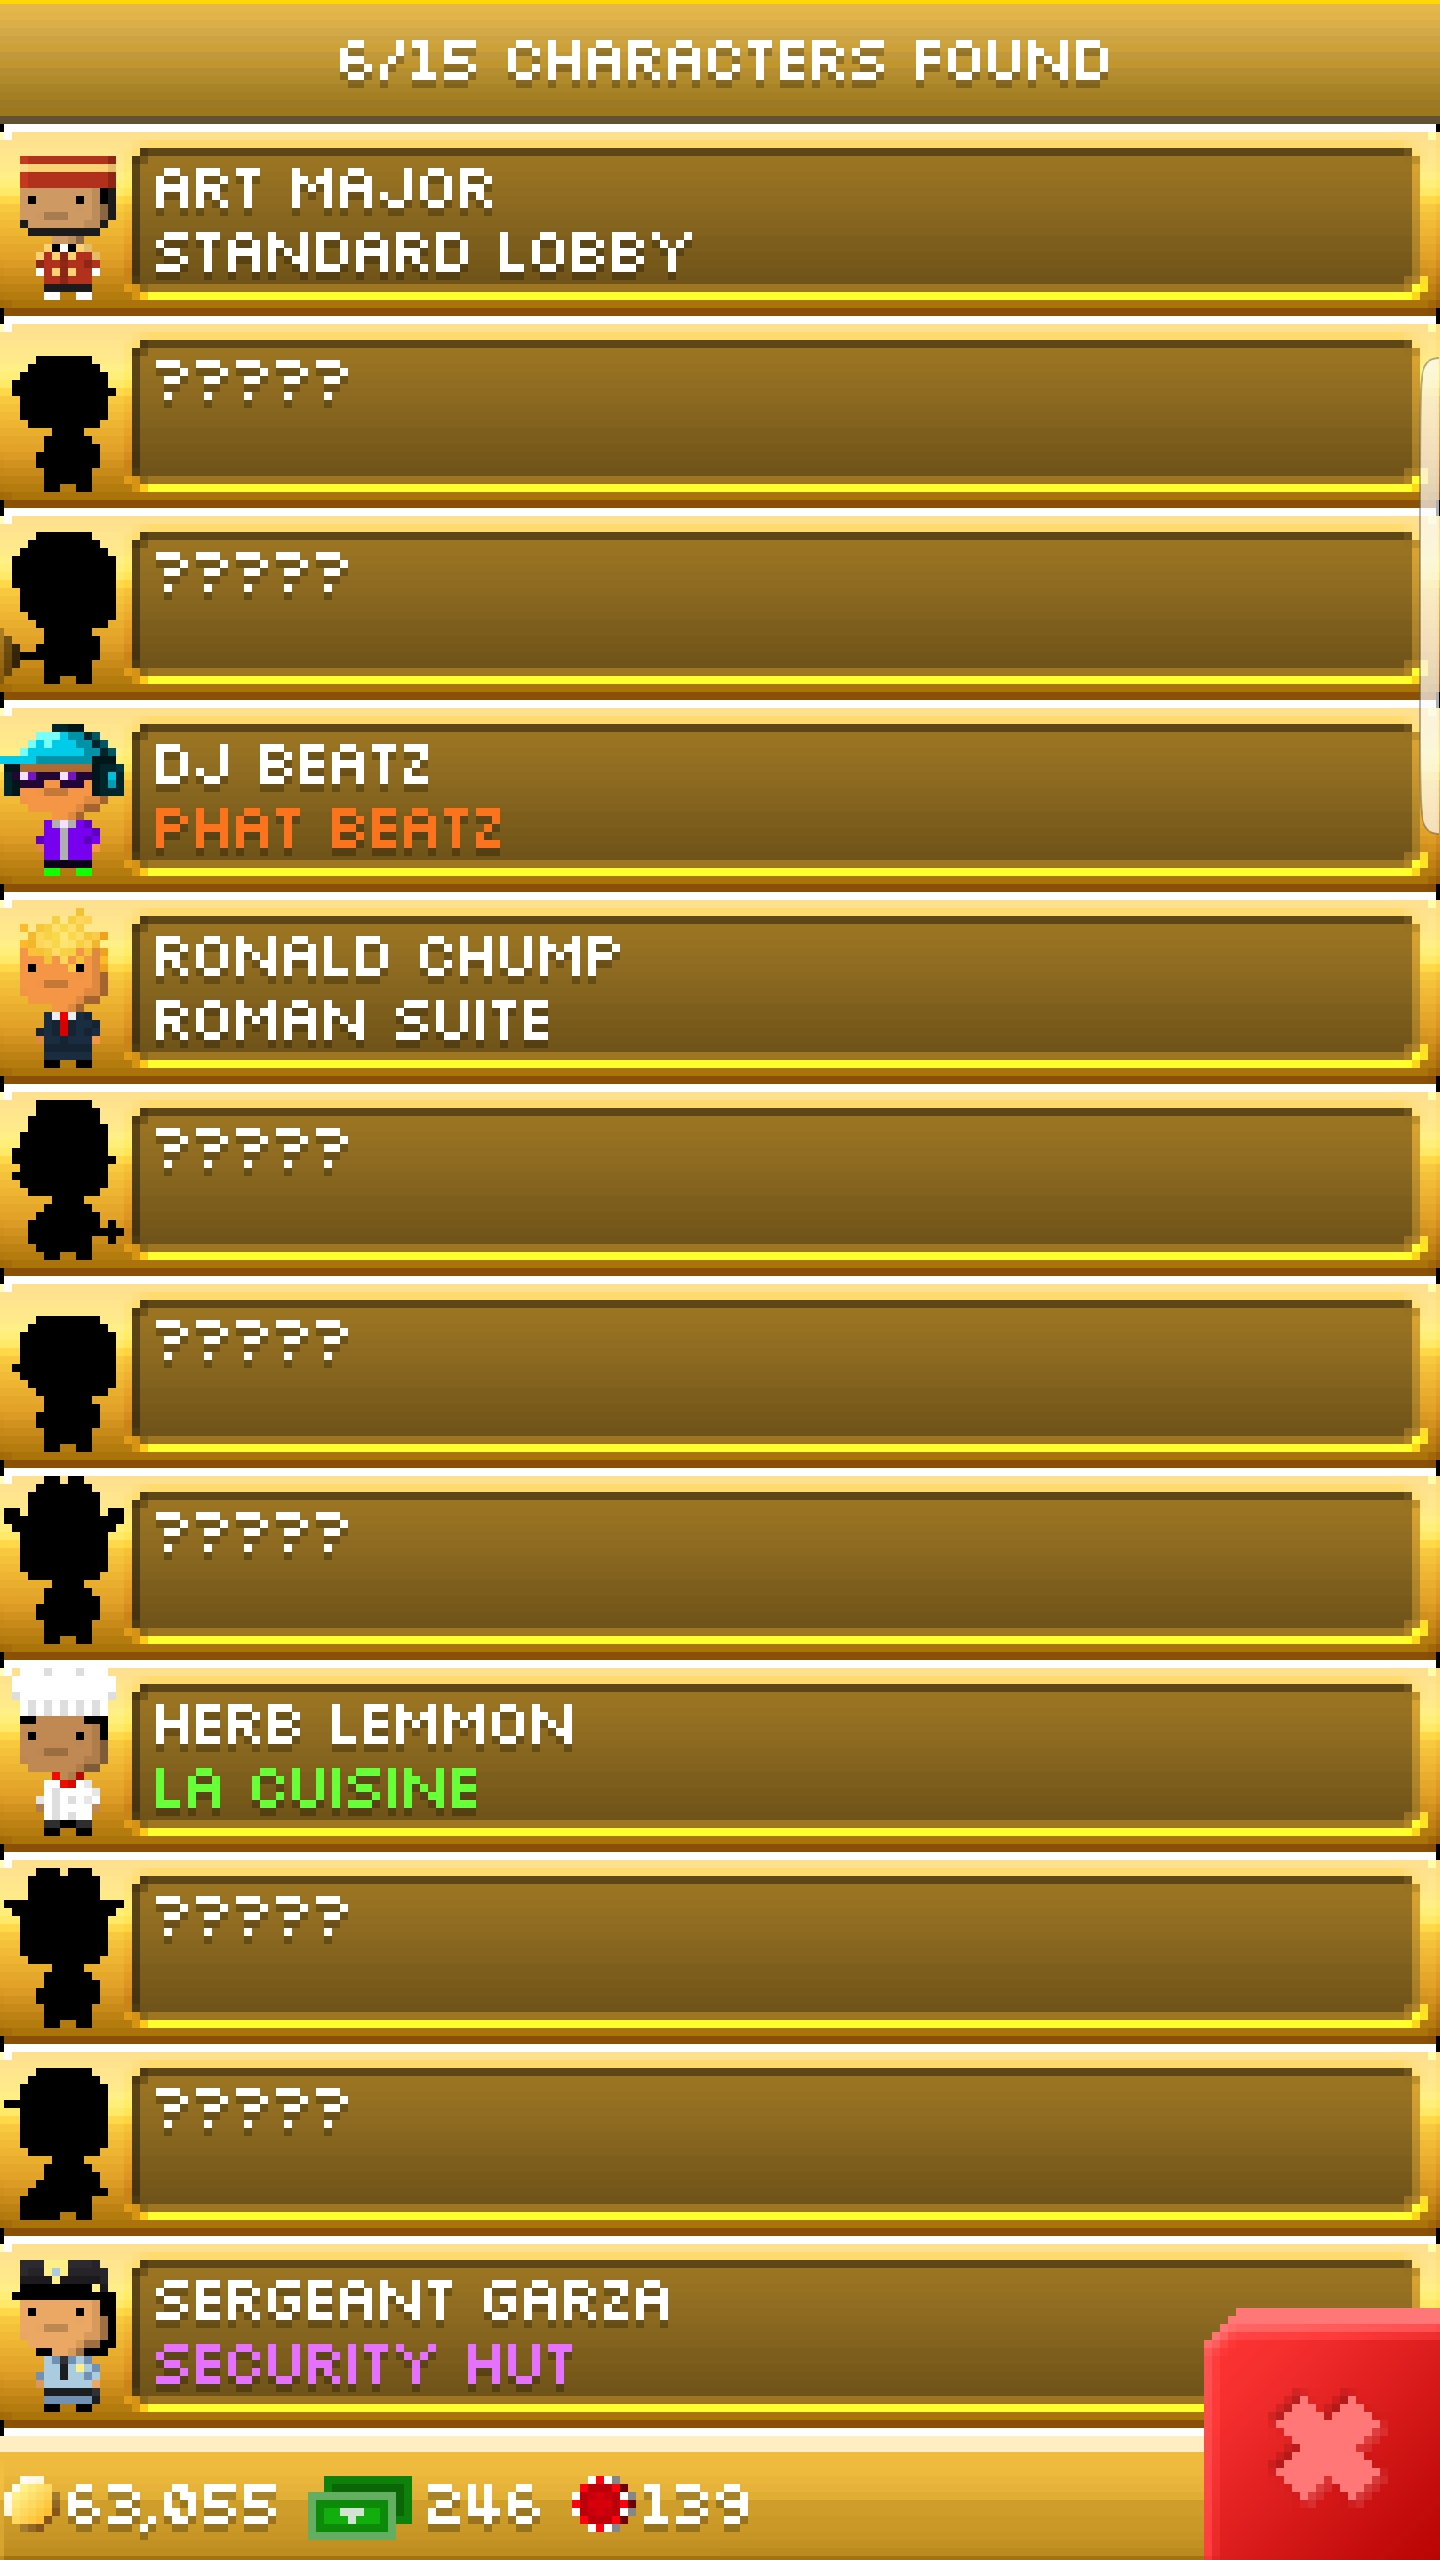 6/15 CHARACTERS FOUND
ART MAJOR
STANDARD LOBBY
?????
?????
DJ BEATZ
PHAT BEATZ
RONALD CHUMP
ROMAN SUITE
?????
?????
?????
HERB LEMMON
LA CUISINE
?????
?????
SERGEANT GARZA
SECURITY HUT
63,055 246 139